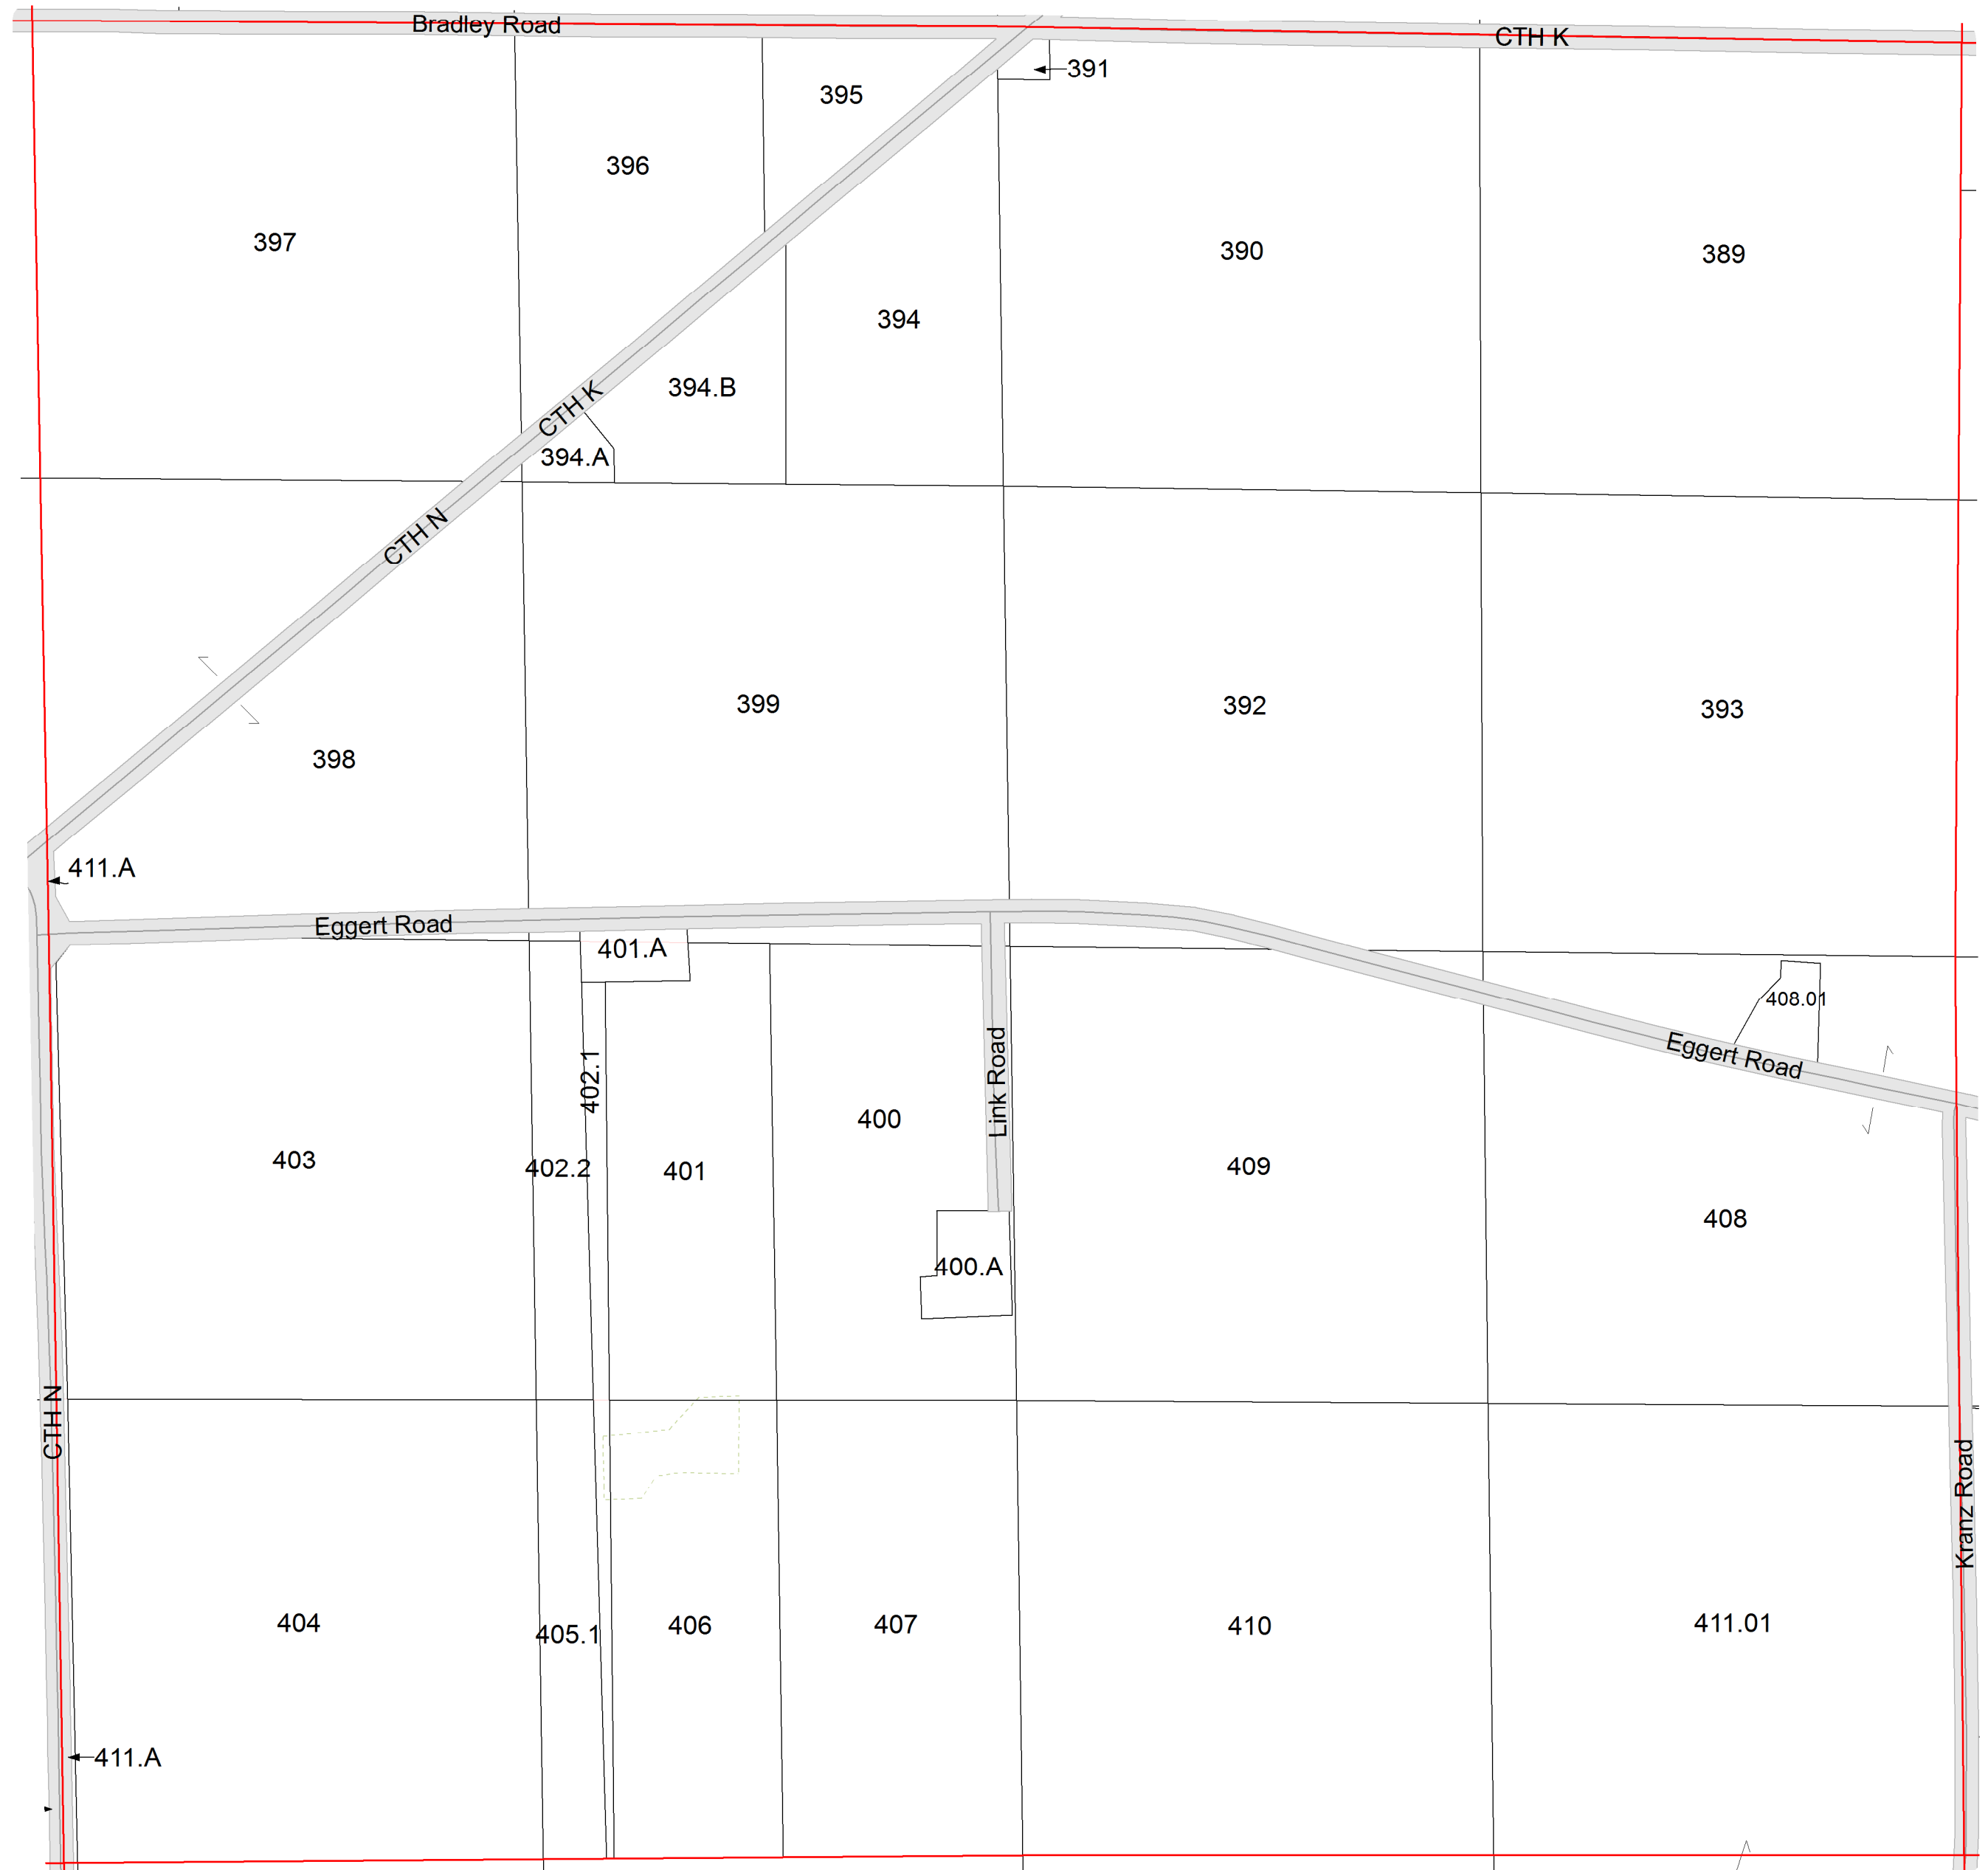 Bradley Road
CTH K
391
395
396
397
390
389
394
394.B
CTH K
394.A
CTH N
399
392
393
398
411.A
Eggert Road
401.A
408.01
Eggert Road
Link Road
402.1
400
403
402.2
401
409
408
400.A
CTH N
Kranz Road
404
405.1
406
407
410
411.01
411.A